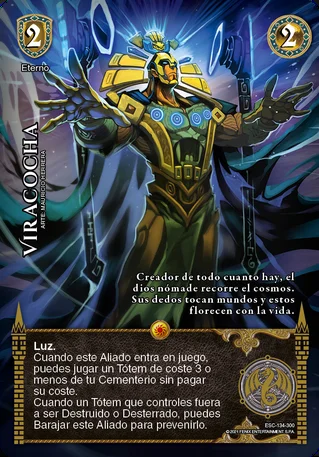 2
2
Eterno
VIRACOCHA
ARTE: MAURICIO HERRERA
Creador de todo cuanto hay, el
dios nómade recorre el cosmos.
Sus dedos tocan mundos y estos
florecen con la vida.
Luz.
Cuando este Aliado entra en juego,
puedes jugar un Tótem de coste 3 o
menos de tu Cementerio sin pagar
su coste.
Cuando un Tótem que controles fuera
a ser Destruido o Desterrado, puedes
Barajar este Aliado para prevenirlo.
ESC-134-300
© 2021 FENIX ENTERTAINMENT S.P.A.